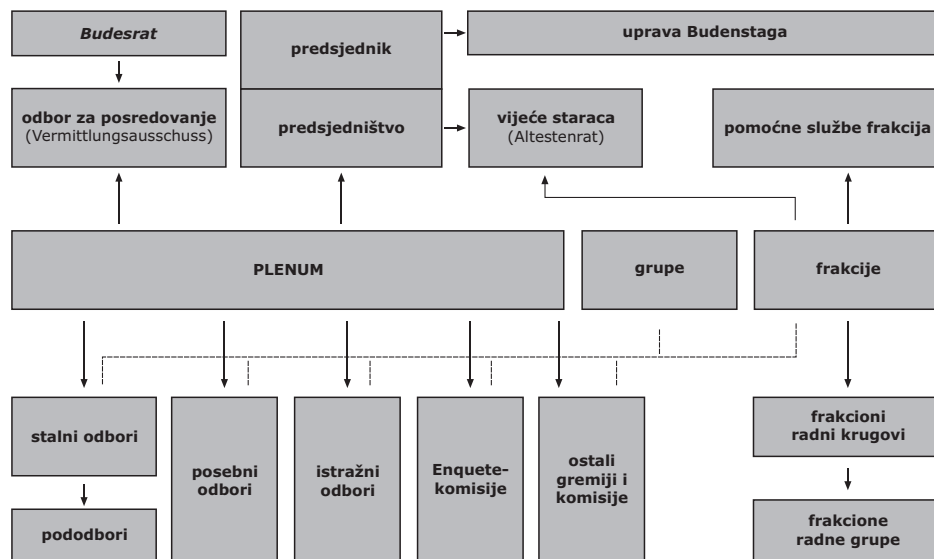 Budesrat
predsjednik
uprava Budenstaga
odbor za posredovanje
(Vermittlungsausschuss)
predsjedništvo
vijeće staraca
(Altestenrat)
pomoćne službe frakcija
PLENUM
grupe
frakcije
stalni odbori
posebni
odbori
istražni
odbori
Enquete-
komisije
ostali
gremiji i
komisije
frakcioni
radni krugovi
pododbori
frakcione
radne grupe